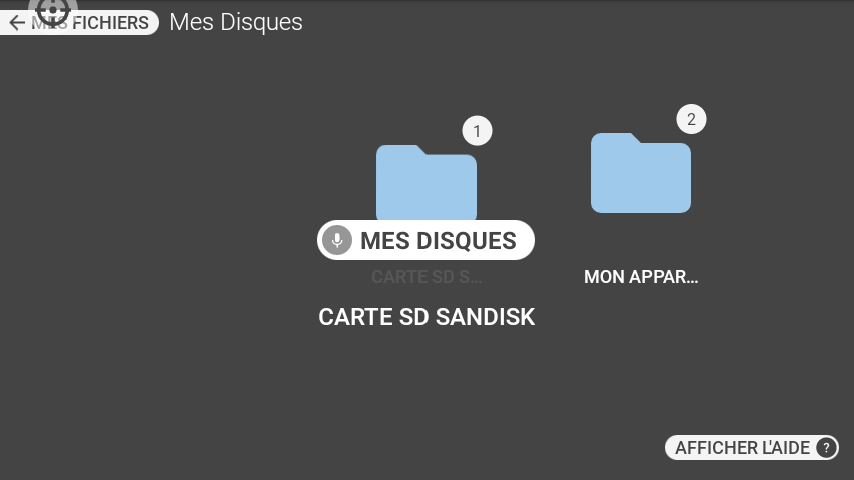 MES FICHIERS
Mes Disques
1
2
MES DISQUES
CARTE SD S...
MON APPAR...
CARTE SD SANDISK
AFFICHER L'AIDE ?